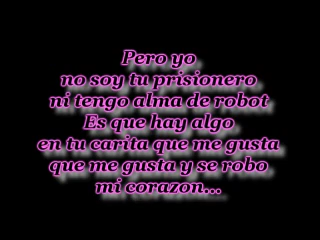 Pero yo
no soy tu prisionero
ni tengo alma de robot
Es que hay algo
en tu carita que me gusta
que me gusta y se robo
mi corazon...